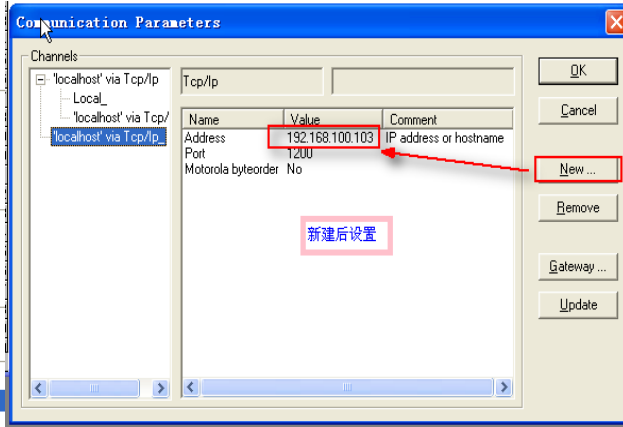 Communication Parameters
Channels
'localhost' via Tcp/Ip
Local_
'localhost' via Tcp/
'localhost' via Tcp/Ip_
Tcp/Ip
Name Value Comment
Address 192.168.100.103 IP address or hostname
Port 1200
Motorola byteorder No
新建后设置
OK
Cancel
New ...
Remove
Gateway ...
Update